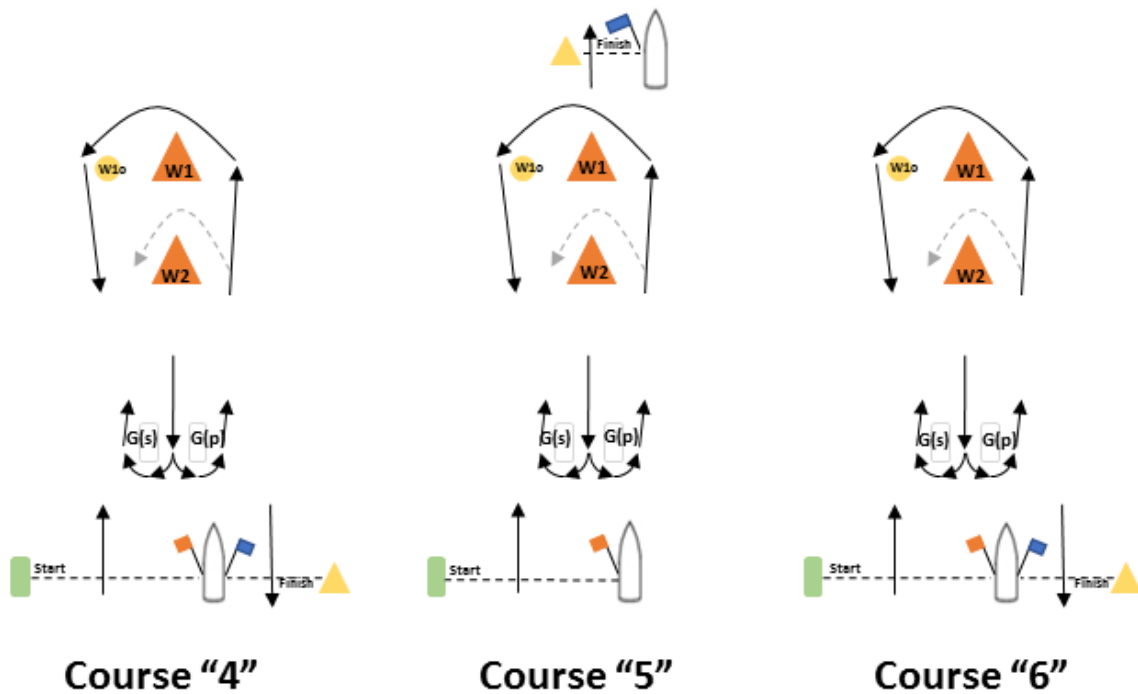 Finish
W1o W1 W1o W1 W1o W1
W2 W2 W2
G(s) G(p) G(s) G(p) G(s) G(p)
Start Start Start
Finish Finish
Course “4” Course “5” Course “6”